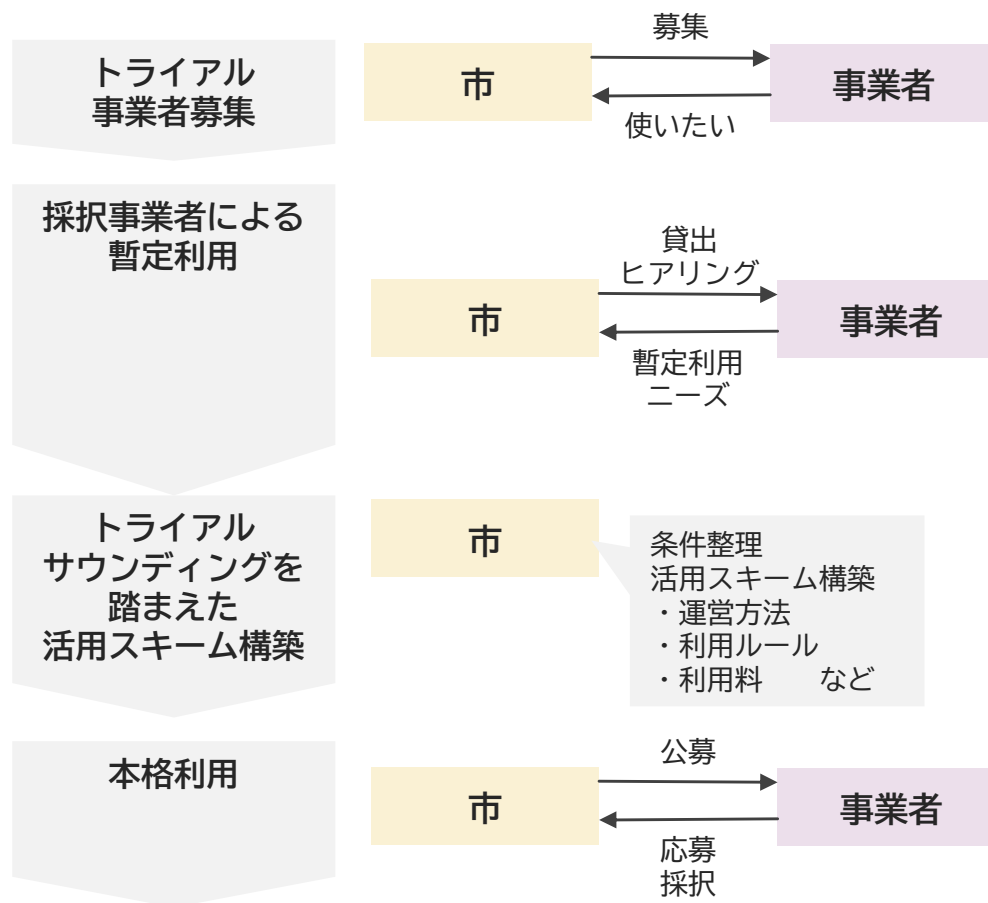 トライアル
事業者募集
市
募集
使いたい
事業者
採択事業者による
暫定利用
市
貸出
ヒアリング
暫定利用
ニーズ
事業者
トライアル
サウンディングを
踏まえた
活用スキーム構築
市
条件整理
活用スキーム構築
・運営方法
・利用ルール
・利用料　　など
本格利用
市
公募
応募
採択
事業者